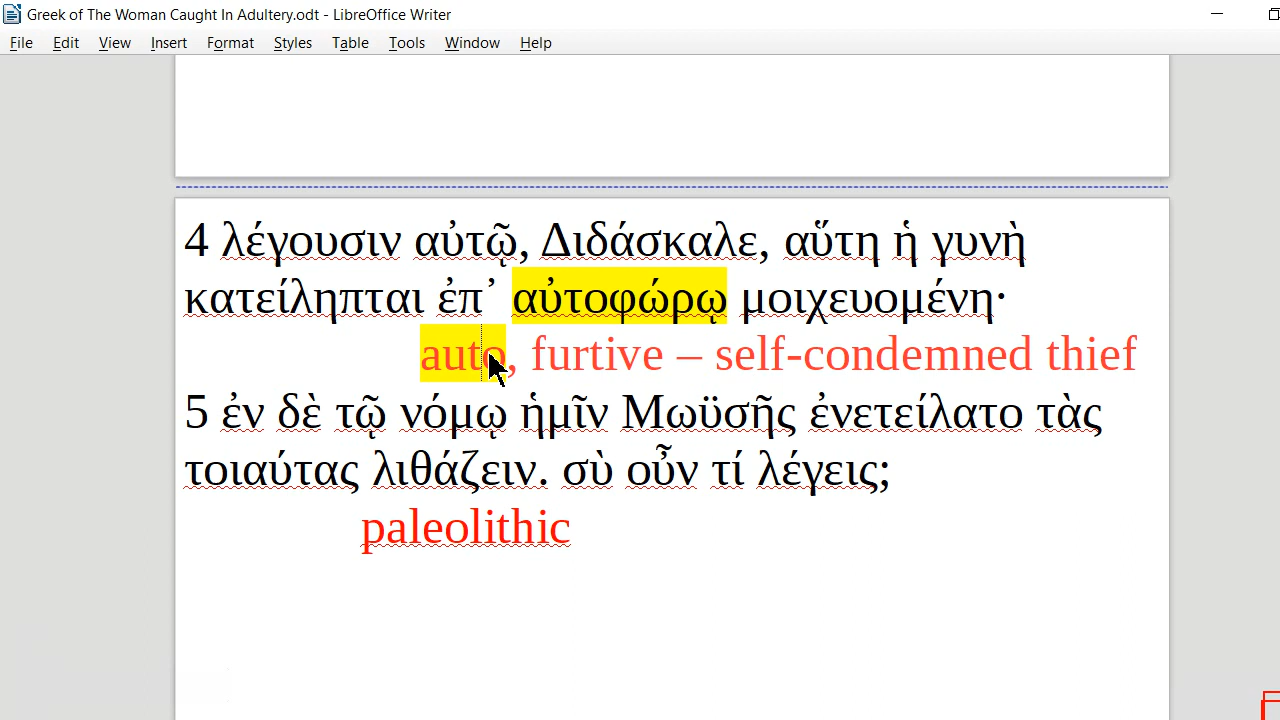 Greek of The Woman Caught In Adultery.odt - LibreOffice Writer
File Edit View Insert Format Styles Table Tools Window Help
4 λέγουσιν αὐτῷ, Διδάσκαλε, αὕτη ἡ γυνὴ
κατείληπται ἐπ᾽ αὐτοφώρῳ μοιχευομένη·
auto, furtive – self-condemned thief
5 ἐν δὲ τῷ νόμῳ ἡμῖν Μωϋσῆς ἐνετείλατο τὰς
τοιαύτας λιθάζειν. σὺ οὖν τί λέγεις;
paleolithic